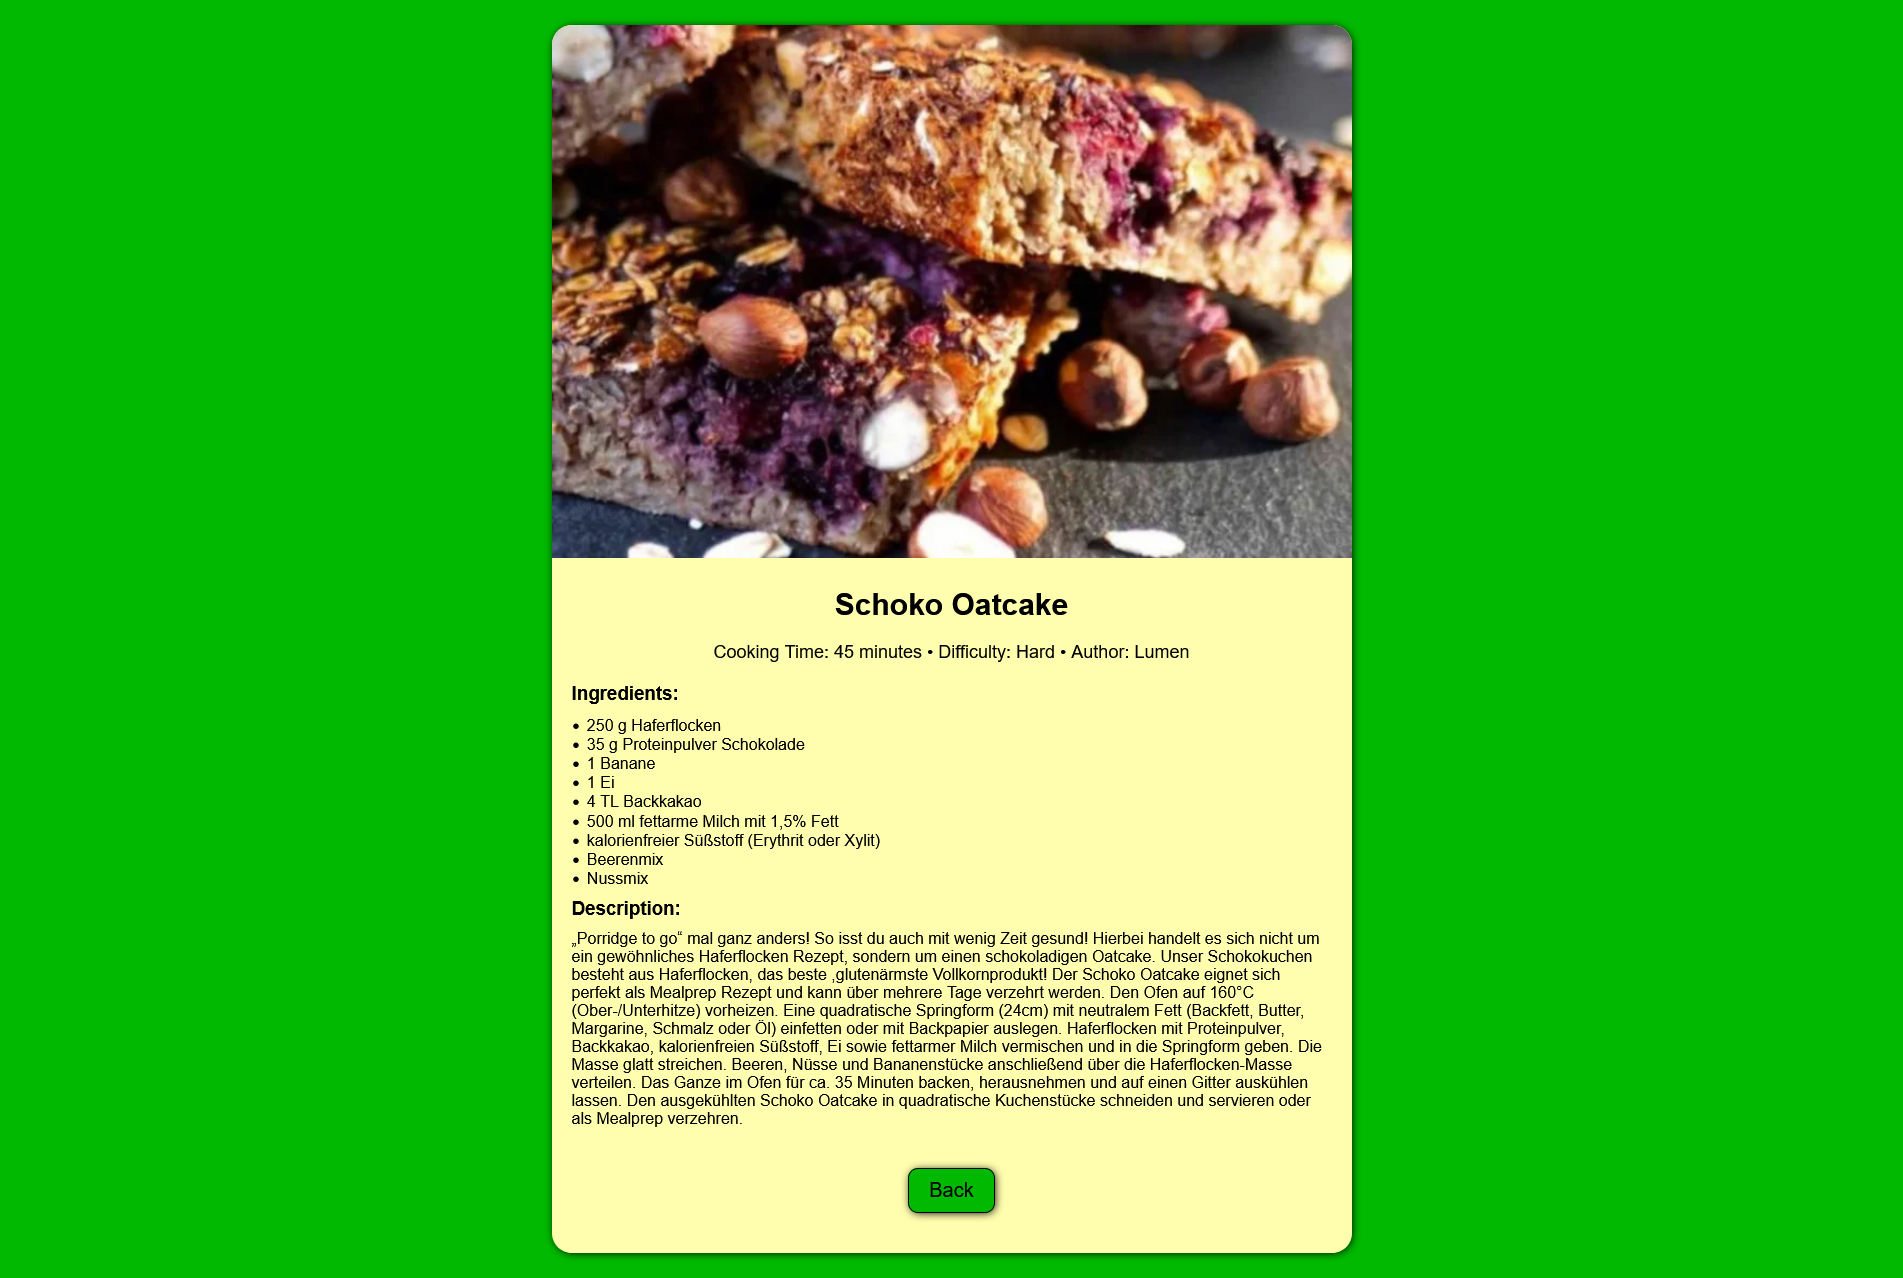 Schoko Oatcake
Cooking Time: 45 minutes • Difficulty: Hard • Author: Lumen
Ingredients:
• 250 g Haferflocken
• 35 g Proteinpulver Schokolade
• 1 Banane
• 1 Ei
• 4 TL Backkakao
• 500 ml fettarme Milch mit 1,5% Fett
• kalorienfreier Süßstoff (Erythrit oder Xylit)
• Beerenmix
• Nussmix
Description:
„Porridge to go“ mal ganz anders! So isst du auch mit wenig Zeit gesund! Hierbei handelt es sich nicht um
ein gewöhnliches Haferflocken Rezept, sondern um einen schokoladigen Oatcake. Unser Schokokuchen
besteht aus Haferflocken, das beste ,glutenärmste Vollkornprodukt! Der Schoko Oatcake eignet sich
perfekt als Mealprep Rezept und kann über mehrere Tage verzehrt werden. Den Ofen auf 160°C
(Ober-/Unterhitze) vorheizen. Eine quadratische Springform (24cm) mit neutralem Fett (Backfett, Butter,
Margarine, Schmalz oder Öl) einfetten oder mit Backpapier auslegen. Haferflocken mit Proteinpulver,
Backkakao, kalorienfreien Süßstoff, Ei sowie fettarmer Milch vermischen und in die Springform geben. Die
Masse glatt streichen. Beeren, Nüsse und Bananenstücke anschließend über die Haferflocken-Masse
verteilen. Das Ganze im Ofen für ca. 35 Minuten backen, herausnehmen und auf einen Gitter auskühlen
lassen. Den ausgekühlten Schoko Oatcake in quadratische Kuchenstücke schneiden und servieren oder
als Mealprep verzehren.
Back